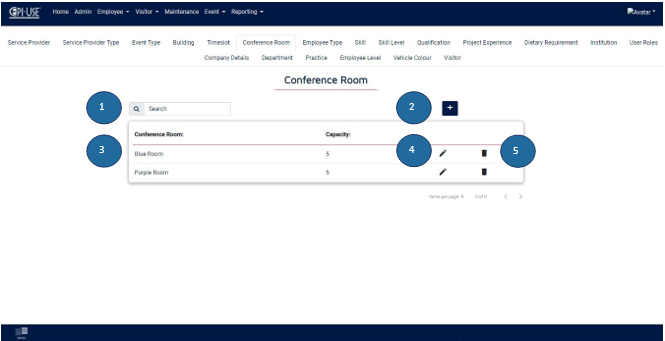 GPI-USE Home Admin Employee Visitor Maintenance Event Reporting Avatar
Service Provider Service Provider Type Event Type Building Timeslot Conference Room Employee Type Skill Skill Level Qualification Project Experience Dietary Requirement Institution User Roles
Company Details Department Practice Employee Level Vehicle Colour Visitor
Conference Room
1 Search 2 +
Conference Room: Capacity:
3 4 5
Blue Room 5
Purple Room 5
Items per page: 0 of 0